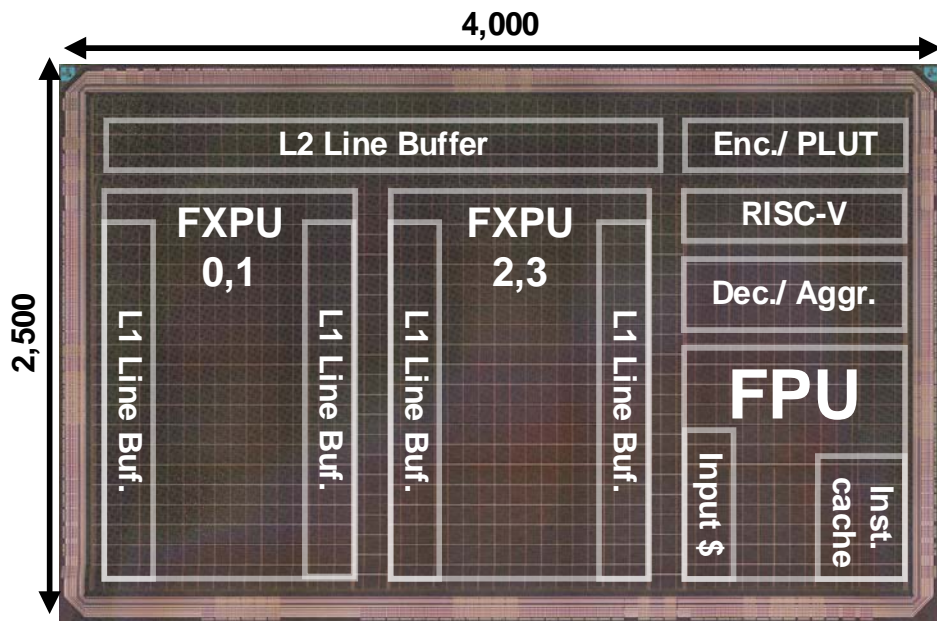 4,000
2,500
L2 Line Buffer
Enc./ PLUT
FXPU
0,1
L1 Line Buf.
L1 Line Buf.
FXPU
2,3
L1 Line Buf.
L1 Line Buf.
RISC-V
Dec./ Aggr.
FPU
Input $
Inst.
cache